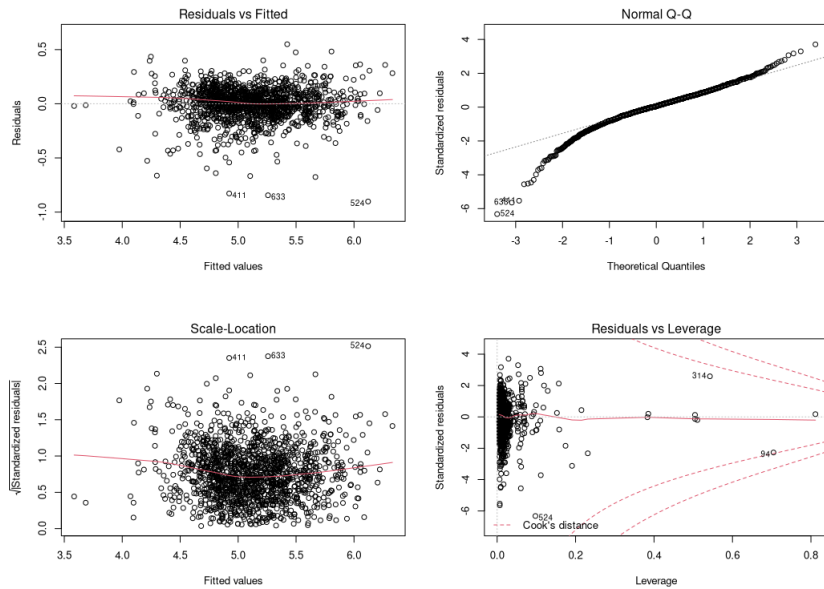 Residuals vs Fitted
Residuals
0.5
0.0
-0.5
-1.0
411
633
524
3.5 4.0 4.5 5.0 5.5 6.0
Fitted values
Normal Q-Q
Standardized residuals
4
2
0
-2
-4
-6
524
-3 -2 -1 0 1 2 3
Theoretical Quantiles
Scale-Location
√|Standardized residuals|
2.5
2.0
1.5
1.0
0.5
0.0
411
633
524
3.5 4.0 4.5 5.0 5.5 6.0
Fitted values
Residuals vs Leverage
Standardized residuals
4
2
0
-2
-4
-6
314
94
524
Cook's distance
0.0 0.2 0.4 0.6 0.8
Leverage